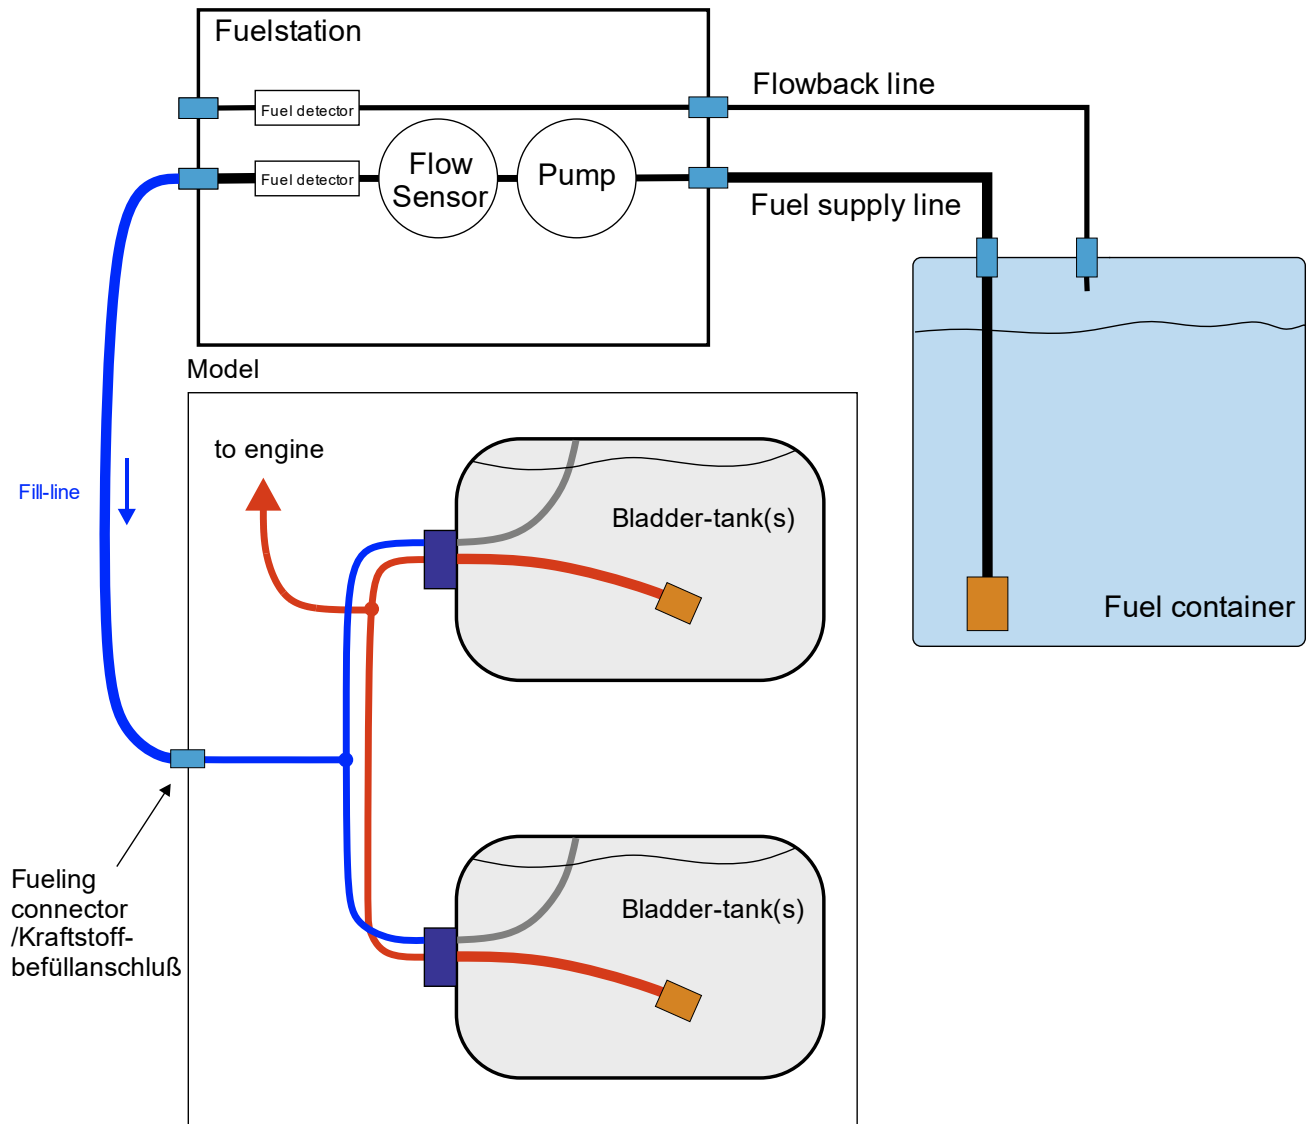 Fuelstation
Flowback line
Fuel detector
Flow
Sensor
Pump
Fuel detector
Fuel supply line
Model
to engine
Fill-line
Bladder-tank(s)
Fuel container
Fueling
connector
/Kraftstoff-
befüllanschluß
Bladder-tank(s)